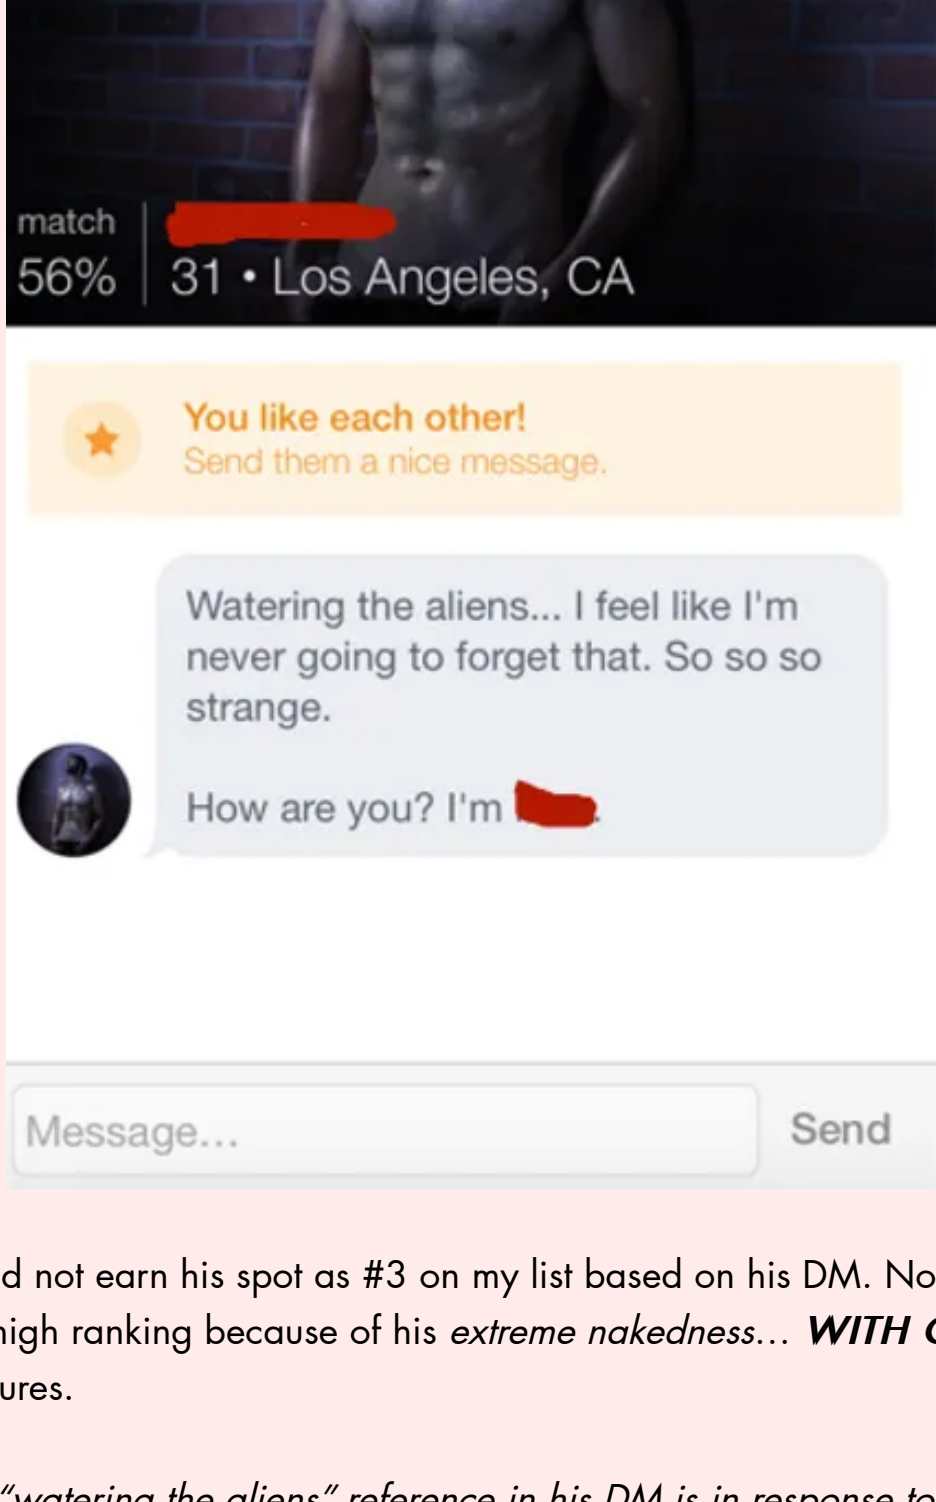 match
56%
31 • Los Angeles, CA
You like each other!
Send them a nice message.
Watering the aliens... I feel like I'm
never going to forget that. So so so
strange.
How are you? I'm
Message...
Send
d not earn his spot as #3 on my list based on his DM. No
high ranking because of his extreme nakedness… WITH
ures.
“watering the aliens” reference in his DM is in response to